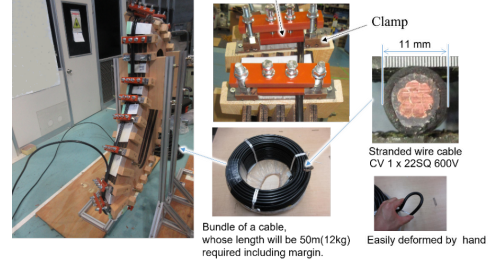 Clamp
11 mm
Stranded wire cable
CV 1 x 22SQ 600V
Bundle of a cable,
whose length will be 50m(12kg)
required including margin.
Easily deformed by hand